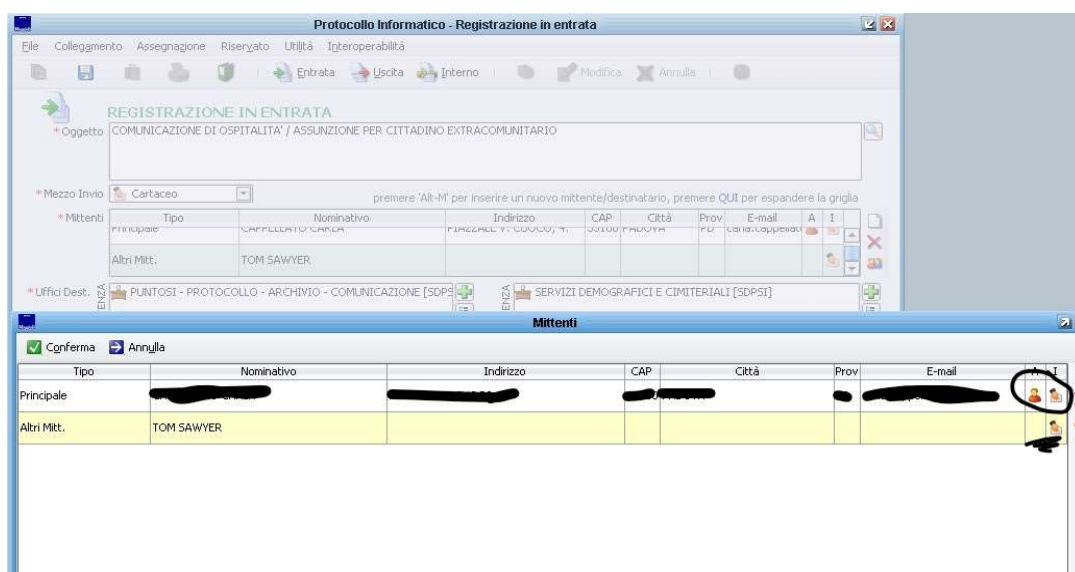 Protocollo Informatico - Registrazione in entrata
File Collegamento Assegnazione Riservato Utilità Interoperabilità
Entrata Uscita Interno Modifica Annulla
REGISTRAZIONE IN ENTRATA
* Oggetto COMUNICAZIONE DI OSPITALITA' / ASSUNZIONE PER CITTADINO EXTRACOMUNITARIO
* Mezzo Invio Cartaceo premere 'Alt-M' per inserire un nuovo mittente/destinatario, premere QUI per espandere la griglia
* Mittenti Tipo Nominativo Indirizzo CAP Città Prov E-mail A I
Principale PADOVA PD
Altri Mitt. TOM SAWYER
* Uffici Dest. ENZA PUNTOSI - PROTOCOLLO - ARCHIVIO - COMUNICAZIONE [SDPS ENZA SERVIZI DEMOGRAFICI E CIMITERIALI [SDPSI]
Mittenti
Conferma Annulla
Tipo Nominativo Indirizzo CAP Città Prov E-mail A I
Principale
Altri Mitt. TOM SAWYER